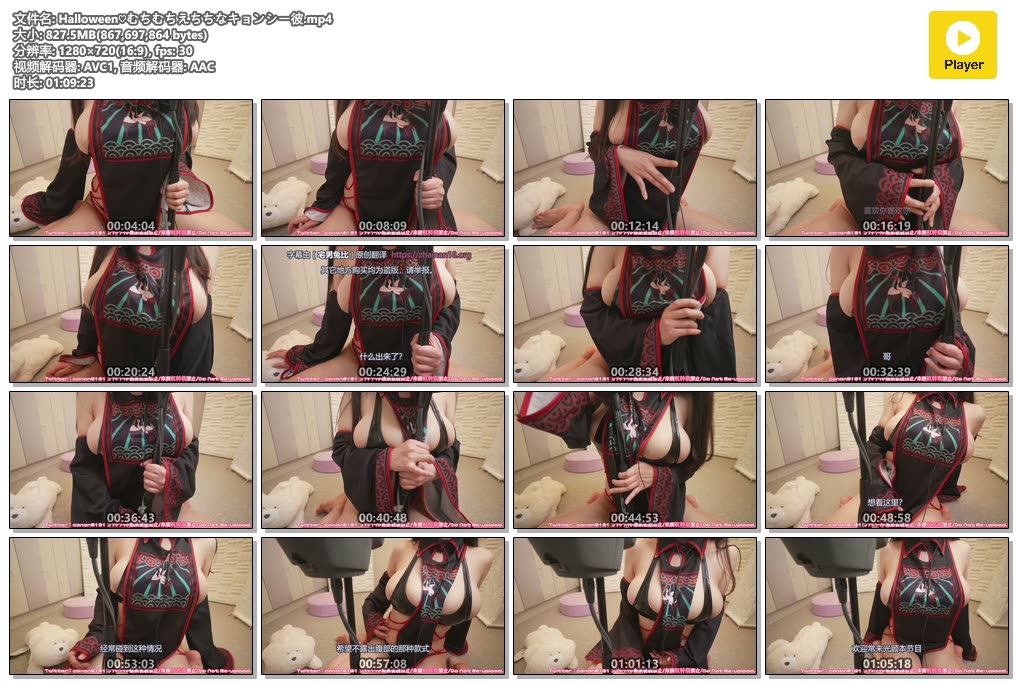 文件名: Halloween♡むちむちえちちなキョンシー彼.mp4
大小: 827.5MB(867,697,864 bytes)
分辨率: 1280×720(16:9), fps: 30
视频解码器: AVC1, 音频解码器: AAC
时长: 01:09:23
Player
00:04:04
00:08:09
00:12:14
喜欢你喜欢你
00:16:19
00:20:24
字幕由【宅男兔比】原创翻译 https://zhainan18.org
其它地方购买均为盗版。请举报。
什么出来了?
00:24:29
00:28:34
哥
00:32:39
00:36:43
00:40:48
00:44:53
想看这里?
00:48:58
经常碰到这种情况
00:53:03
希望不露出腹部的那种款式
00:57:08
01:01:13
欢迎常来光顾本节目
01:05:18